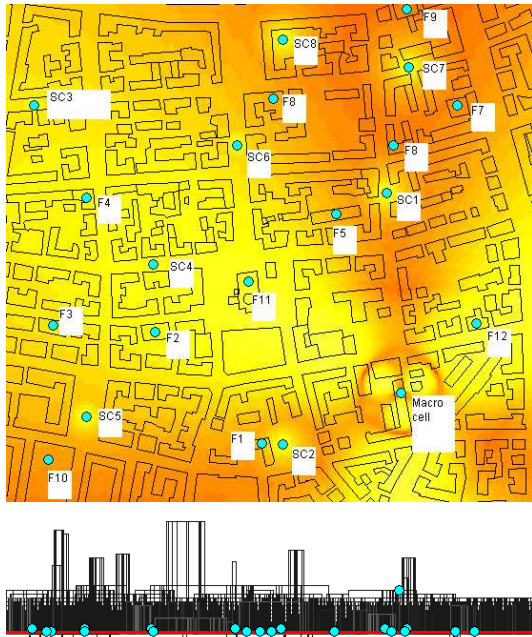 F9
SC8
SC7
SC3
F8
F7
F8
SC6
F4
SC1
F5
SC4
F11
F3
F2
F12
Macro
cell
SC5
F1
SC2
F10